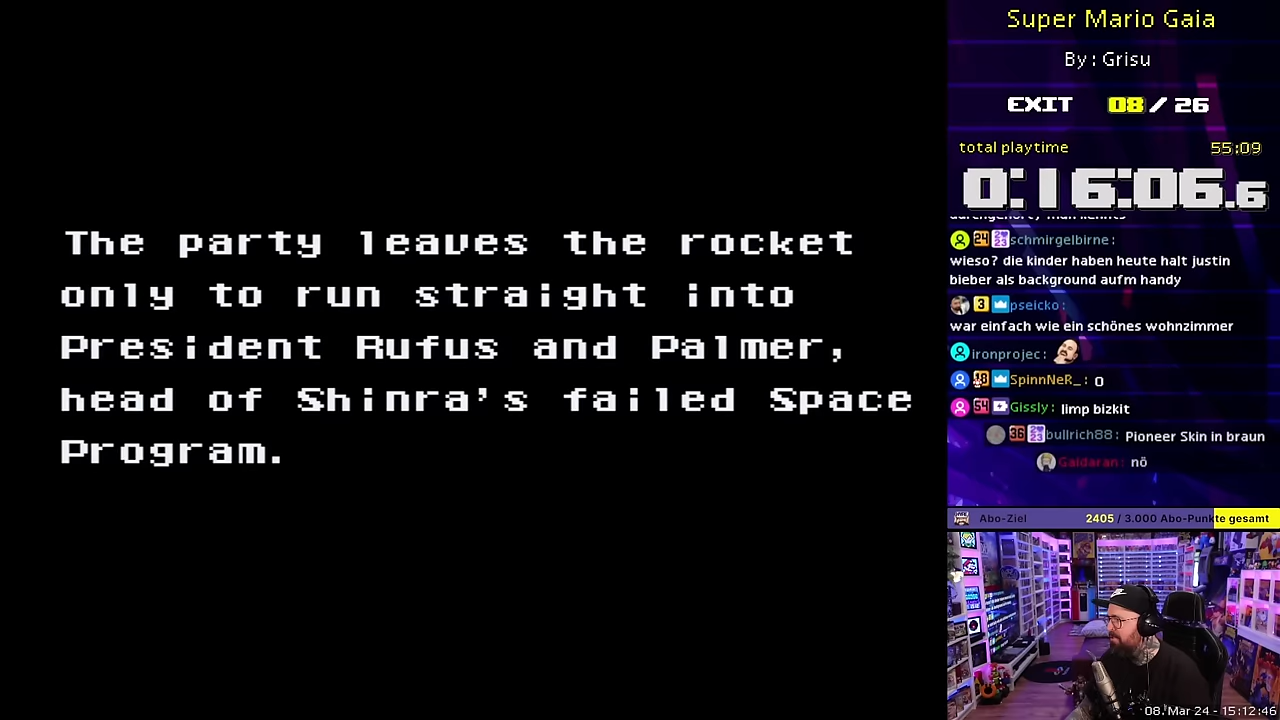 The party leaves the rocket
only to run straight into
President Rufus and Palmer,
head of Shinra's failed Space
Program.
Super Mario Gaia
By : Grisu
EXIT 08 / 26
total playtime 55:09
0:16:06.6
schmirgelbirne :
wieso? die kinder haben heute halt justin
bieber als background aufm handy
pseicko :
war einfach wie ein schönes wohnzimmer
ironprojec :
SpinnNeR_ : O
Gissly : limp bizkit
bullrich88 : Pioneer Skin in braun
Gaidaran : nö
Abo-Ziel 2405 / 3.000 Abo-Punkte gesamt
08. Mar 24 - 15:12:46